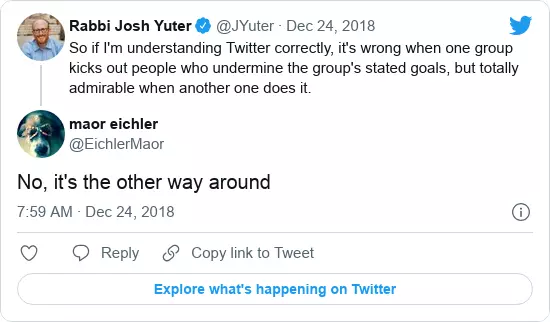 Rabbi Josh Yuter @JYuter · Dec 24, 2018
So if I'm understanding Twitter correctly, it's wrong when one group
kicks out people who undermine the group's stated goals, but totally
admirable when another one does it.
maor eichler
@EichlerMaor
No, it's the other way around
7:59 AM · Dec 24, 2018
Reply Copy link to Tweet
Explore what's happening on Twitter